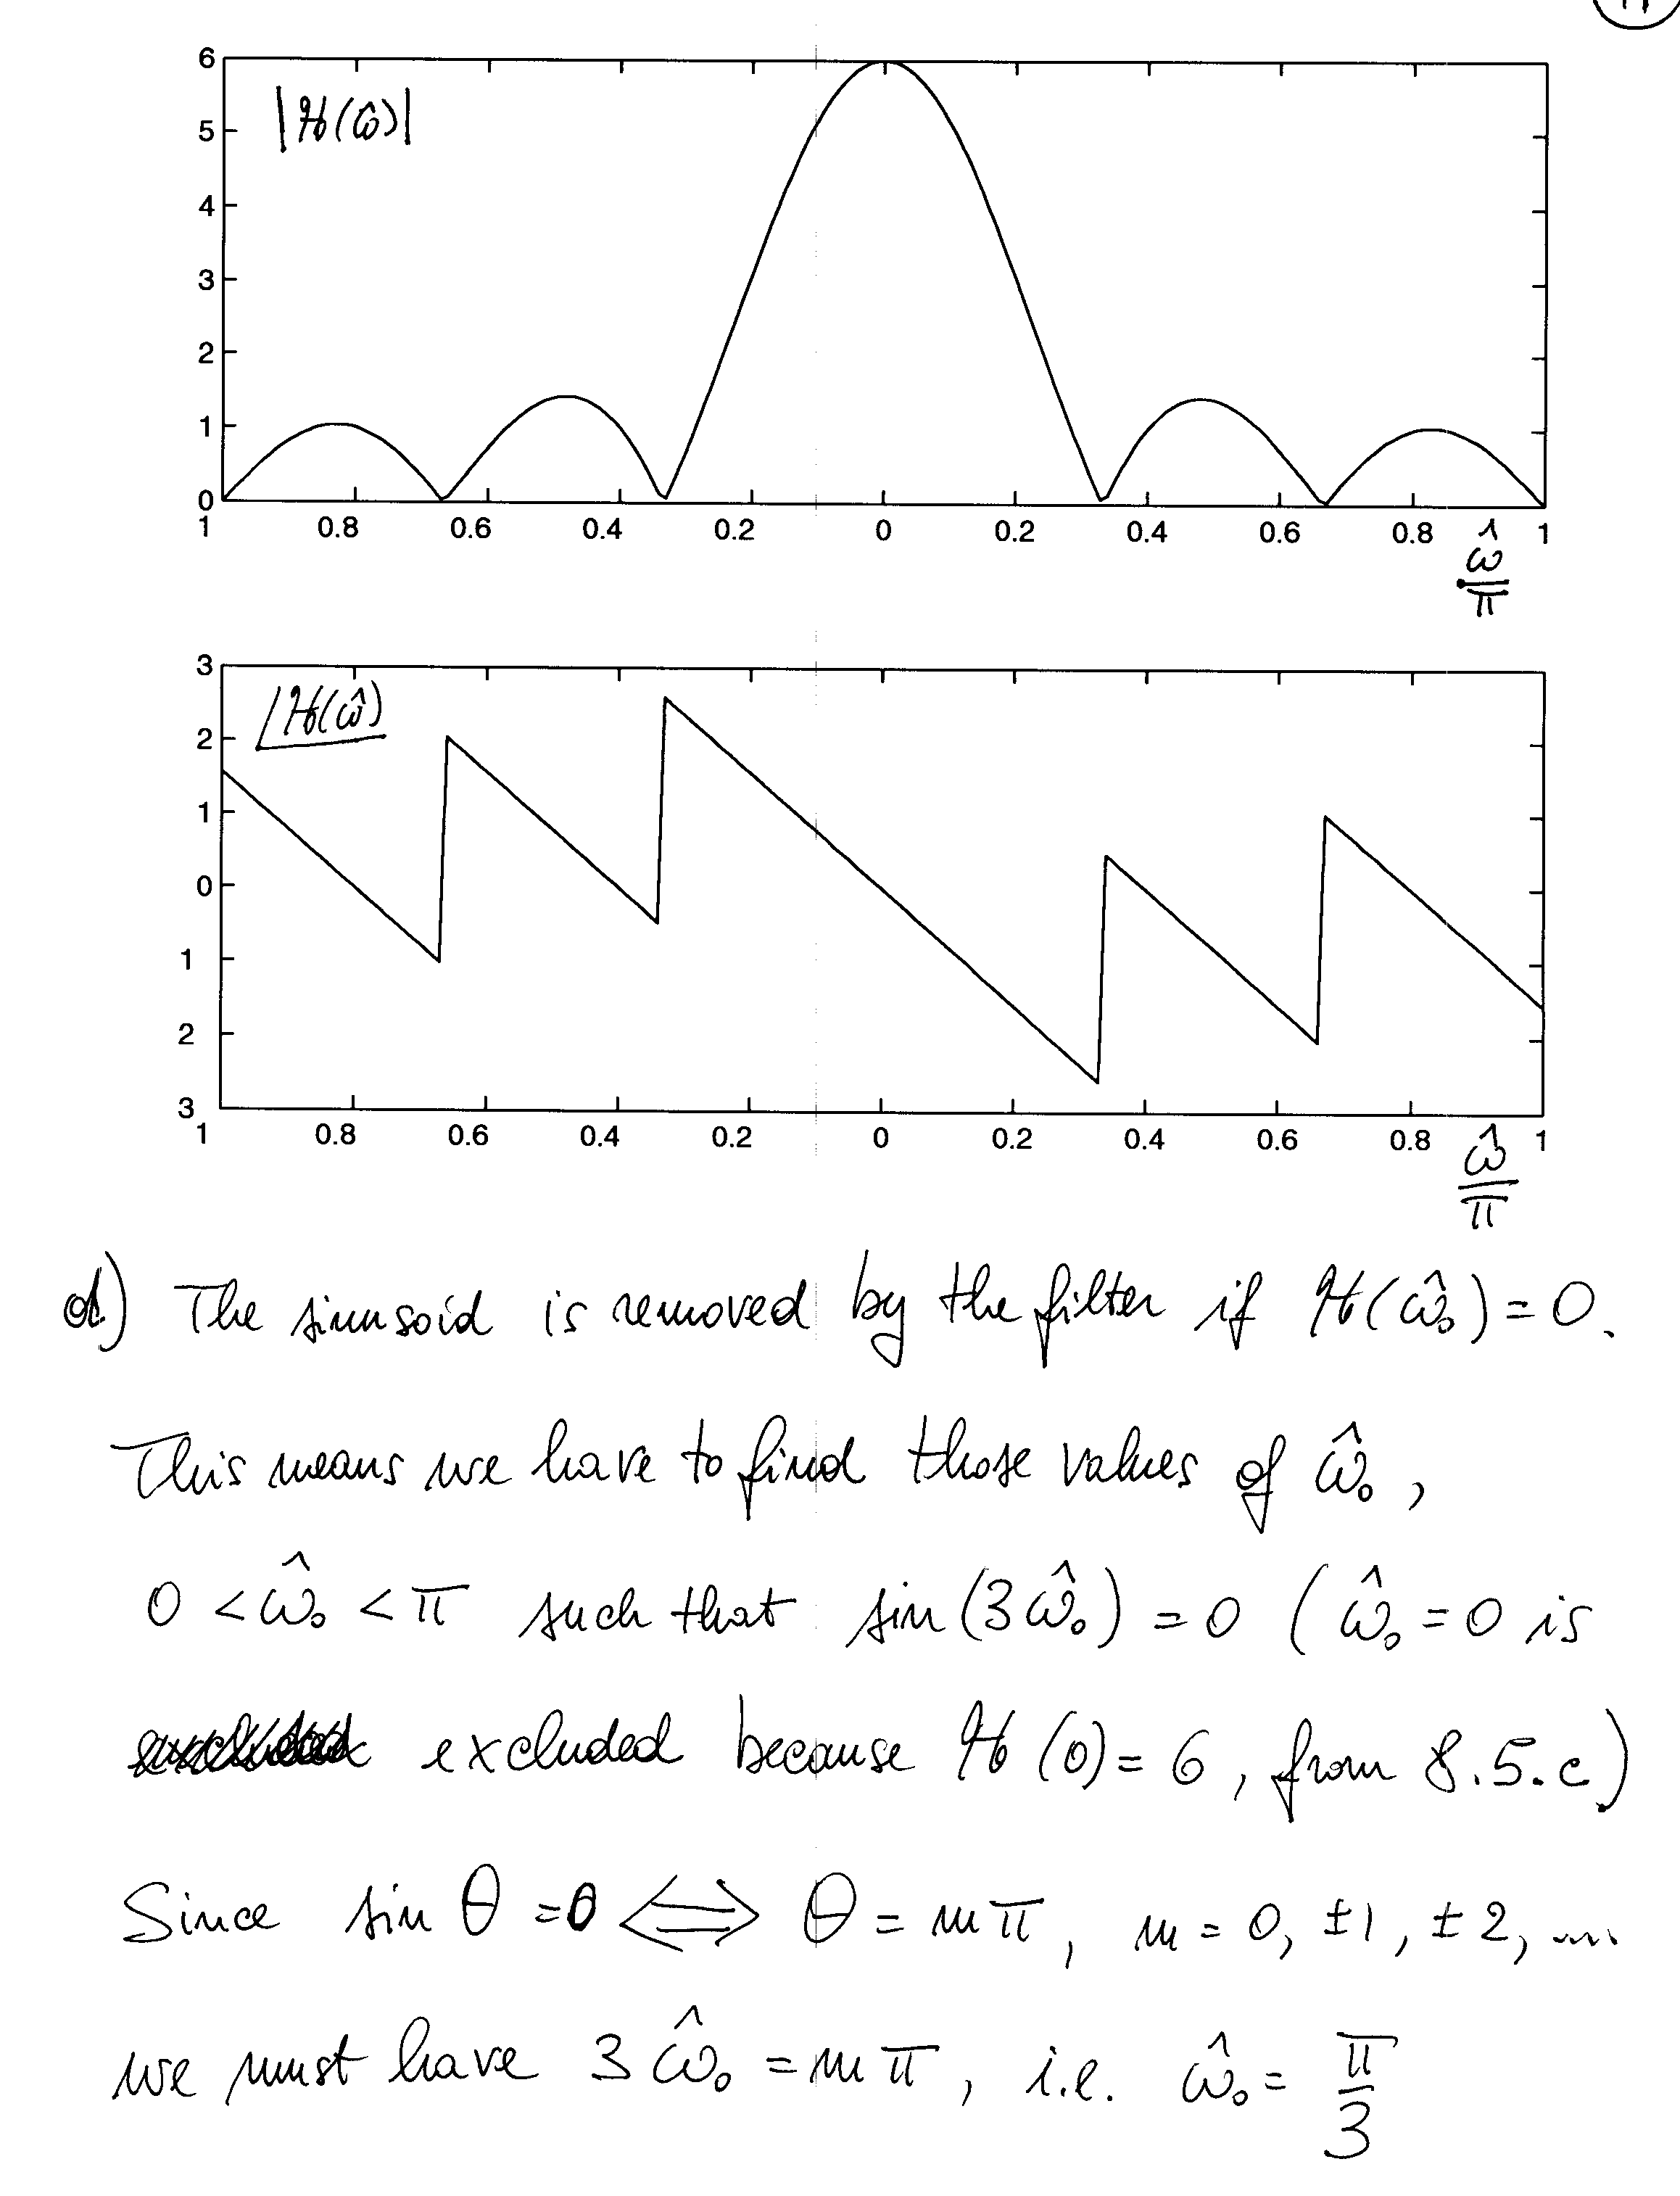 |H(ω̂)|
6
5
4
3
2
1
0
1 0.8 0.6 0.4 0.2 0 0.2 0.4 0.6 0.8 1
ω̂/π
∠H(ω̂)
3
2
1
0
1
2
3
1 0.8 0.6 0.4 0.2 0 0.2 0.4 0.6 0.8 1
ω̂/π
d) The sinusoid is removed by the filter if H(ω̂₀) = 0.
This means we have to find those values of ω̂₀,
0 < ω̂₀ < π such that sin(3ω̂₀) = 0 (ω̂₀ = 0 is
excluded because H(0) = 6, from 8.5.c)
Since sin θ = 0 ⟺ θ = mπ, m = 0, ±1, ±2, ....
we must have 3ω̂₀ = mπ, i.e. ω̂₀ = π/3